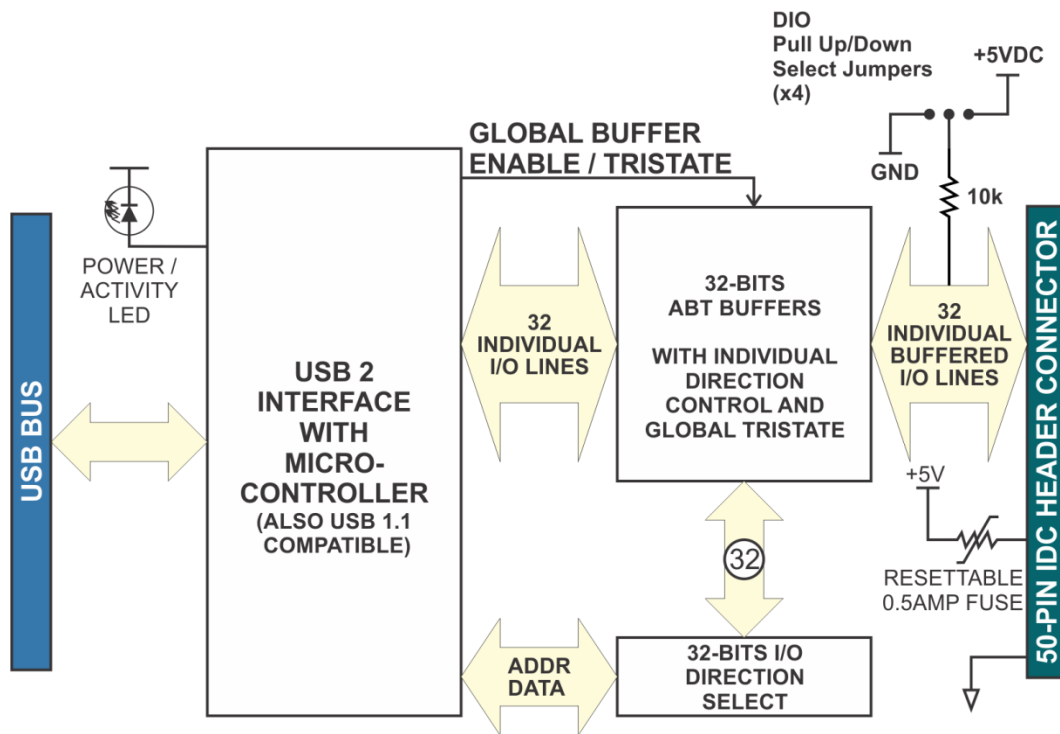 DIO
Pull Up/Down
Select Jumpers
(x4)
+5VDC
GND
10k
GLOBAL BUFFER
ENABLE / TRISTATE
POWER /
ACTIVITY
LED
USB BUS
USB 2
INTERFACE
WITH
MICRO-
CONTROLLER
(ALSO USB 1.1
COMPATIBLE)
32
INDIVIDUAL
I/O LINES
32-BITS
ABT BUFFERS
WITH INDIVIDUAL
DIRECTION
CONTROL AND
GLOBAL TRISTATE
32
INDIVIDUAL
BUFFERED
I/O LINES
+5V
RESETTABLE
0.5AMP FUSE
50-PIN IDC HEADER CONNECTOR
32
ADDR
DATA
32-BITS I/O
DIRECTION
SELECT